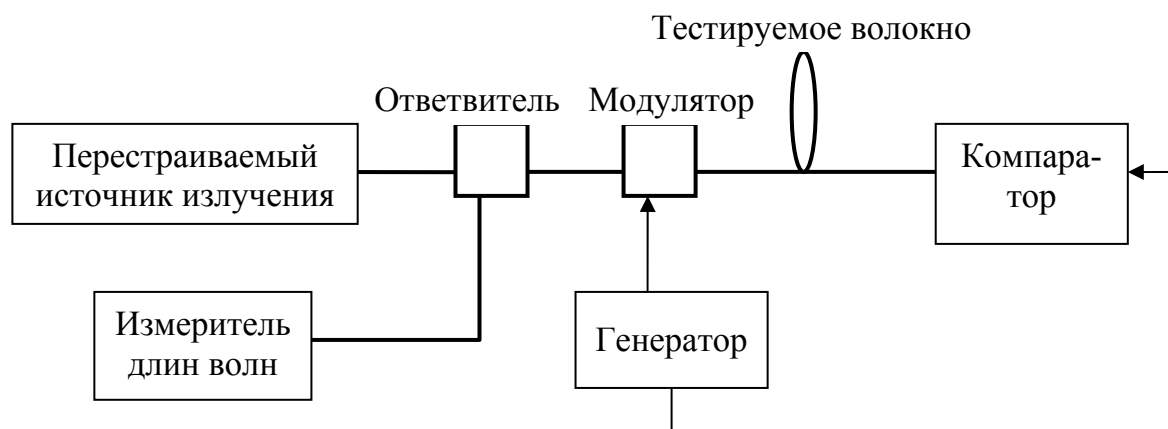 Тестируемое волокно
Ответвитель
Модулятор
Перестраиваемый
источник излучения
Компара-
тор
Измеритель
длин волн
Генератор